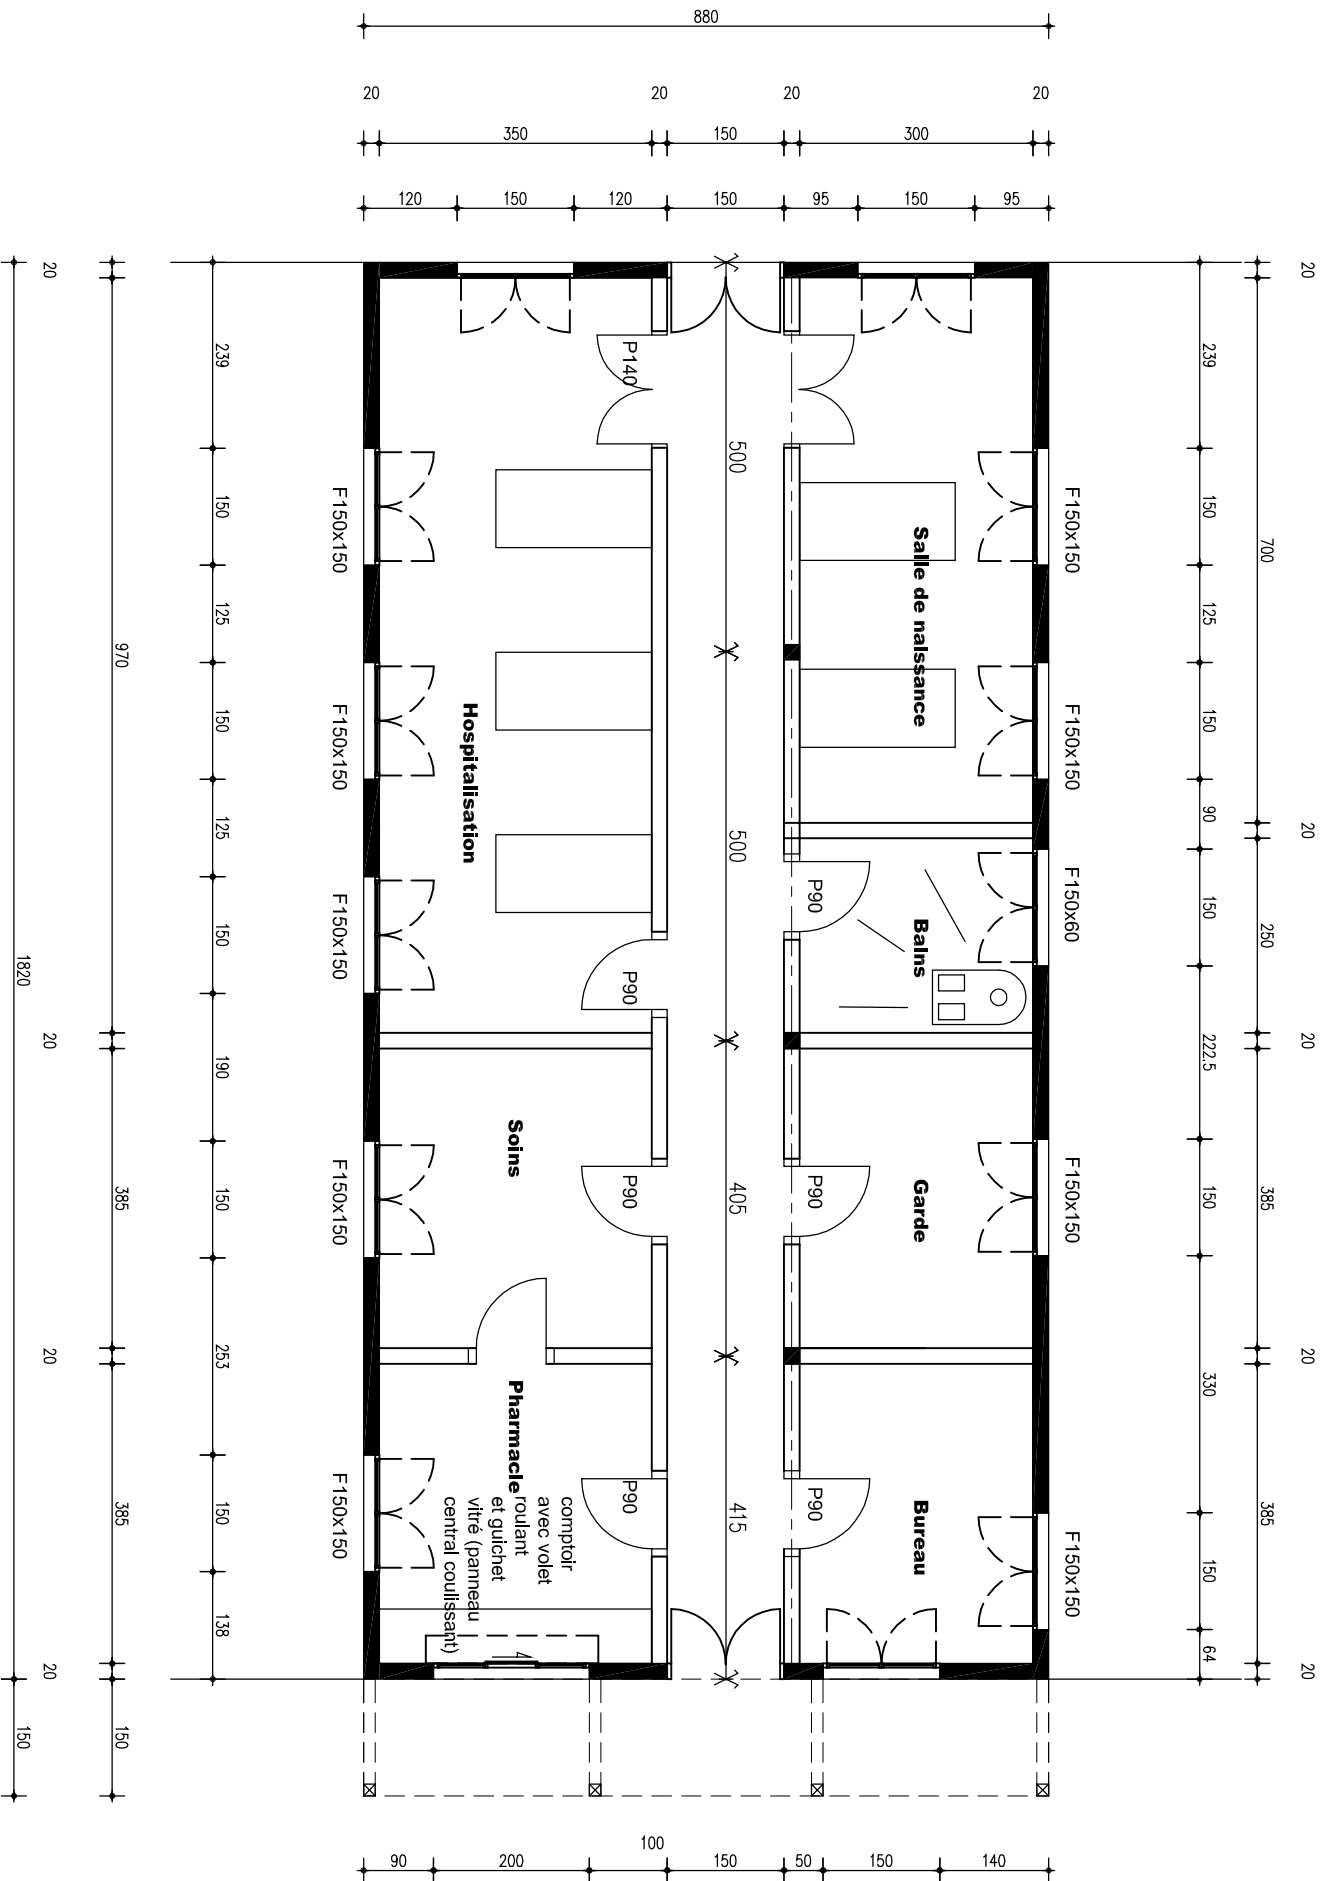 880
20
20
20
20
350
150
300
120
150
120
150
95
150
95
20
20
239
239
P140
500
F150x150
150
Salle de naissance
150
F150x150
700
125
125
970
F150x150
150
Hospitalisation
150
F150x150
125
90
20
500
P90
F150x150
150
P90
Bains
150
F150x60
250
1820
20
190
222.5
20
385
F150x150
150
Soins
P90
405
P90
Garde
150
F150x150
385
20
253
330
20
Pharmacie
385
F150x150
150
comptoir
avec volet
roulant
et guichet
vitré (panneau
central coulissant)
P90
415
P90
Bureau
150
F150x150
385
138
64
20
20
150
150
100
90
200
150
50
150
140